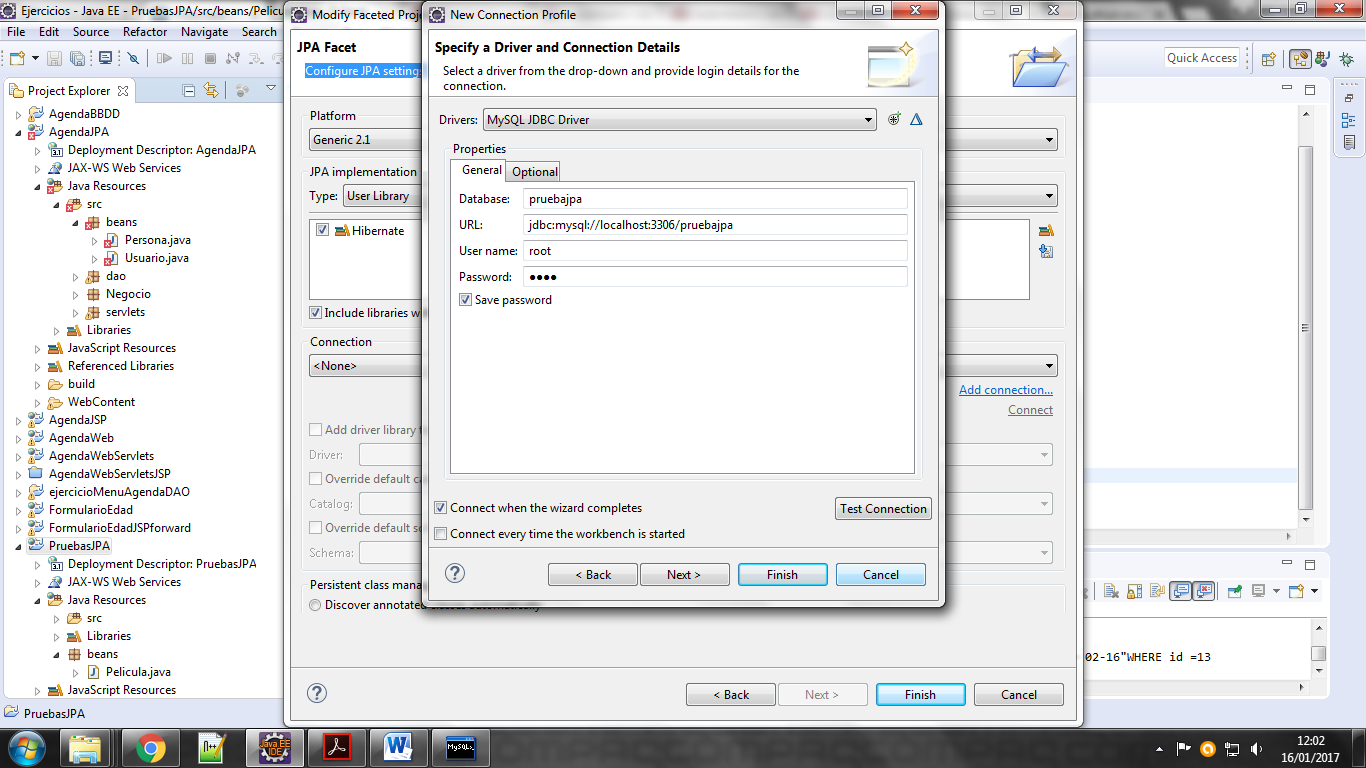 Ejercicios - Java EE - PruebasJPA/src/beans/Pelicu
File Edit Source Refactor Navigate Search
Quick Access
Project Explorer
AgendaBBDD
AgendaJPA
Deployment Descriptor: AgendaJPA
JAX-WS Web Services
Java Resources
src
beans
Persona.java
Usuario.java
dao
Negocio
servlets
Libraries
JavaScript Resources
Referenced Libraries
build
WebContent
AgendaJSP
AgendaWeb
AgendaWebServlets
AgendaWebServletsJSP
ejercicioMenuAgendaDAO
FormularioEdad
FormularioEdadJSPforward
PruebasJPA
Deployment Descriptor: PruebasJPA
JAX-WS Web Services
Java Resources
src
Libraries
beans
Pelicula.java
JavaScript Resources
PruebasJPA
Modify Faceted Proj
JPA Facet
Configure JPA setting
Platform
Generic 2.1
JPA implementation
Type: User Library
Hibernate
Include libraries w
Connection
<None>
Add connection...
Connect
Add driver library
Driver:
Override default ca
Catalog:
Override default s
Schema:
Persistent class mana
Discover annotated classes automatically
< Back Next > Finish Cancel
New Connection Profile
Specify a Driver and Connection Details
Select a driver from the drop-down and provide login details for the
connection.
Drivers: MySQL JDBC Driver
Properties
General Optional
Database: pruebajpa
URL: jdbc:mysql://localhost:3306/pruebajpa
User name: root
Password: ●●●●
Save password
Connect when the wizard completes
Test Connection
Connect every time the workbench is started
< Back Next > Finish Cancel
02-16"WHERE id =13
Java EE
IDE
MySQL
12:02
16/01/2017